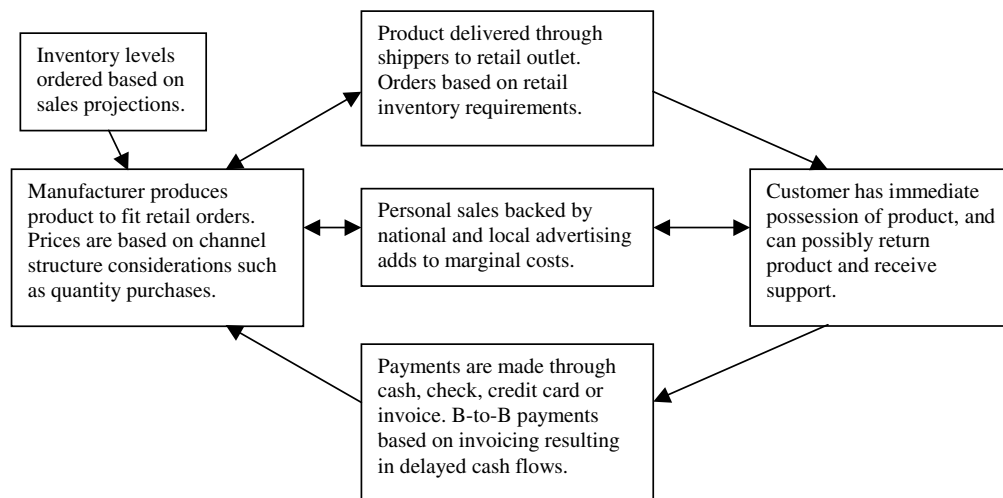 Inventory levels
ordered based on
sales projections.
Product delivered through
shippers to retail outlet.
Orders based on retail
inventory requirements.
Manufacturer produces
product to fit retail orders.
Prices are based on channel
structure considerations such
as quantity purchases.
Personal sales backed by
national and local advertising
adds to marginal costs.
Customer has immediate
possession of product, and
can possibly return
product and receive
support.
Payments are made through
cash, check, credit card or
invoice. B-to-B payments
based on invoicing resulting
in delayed cash flows.